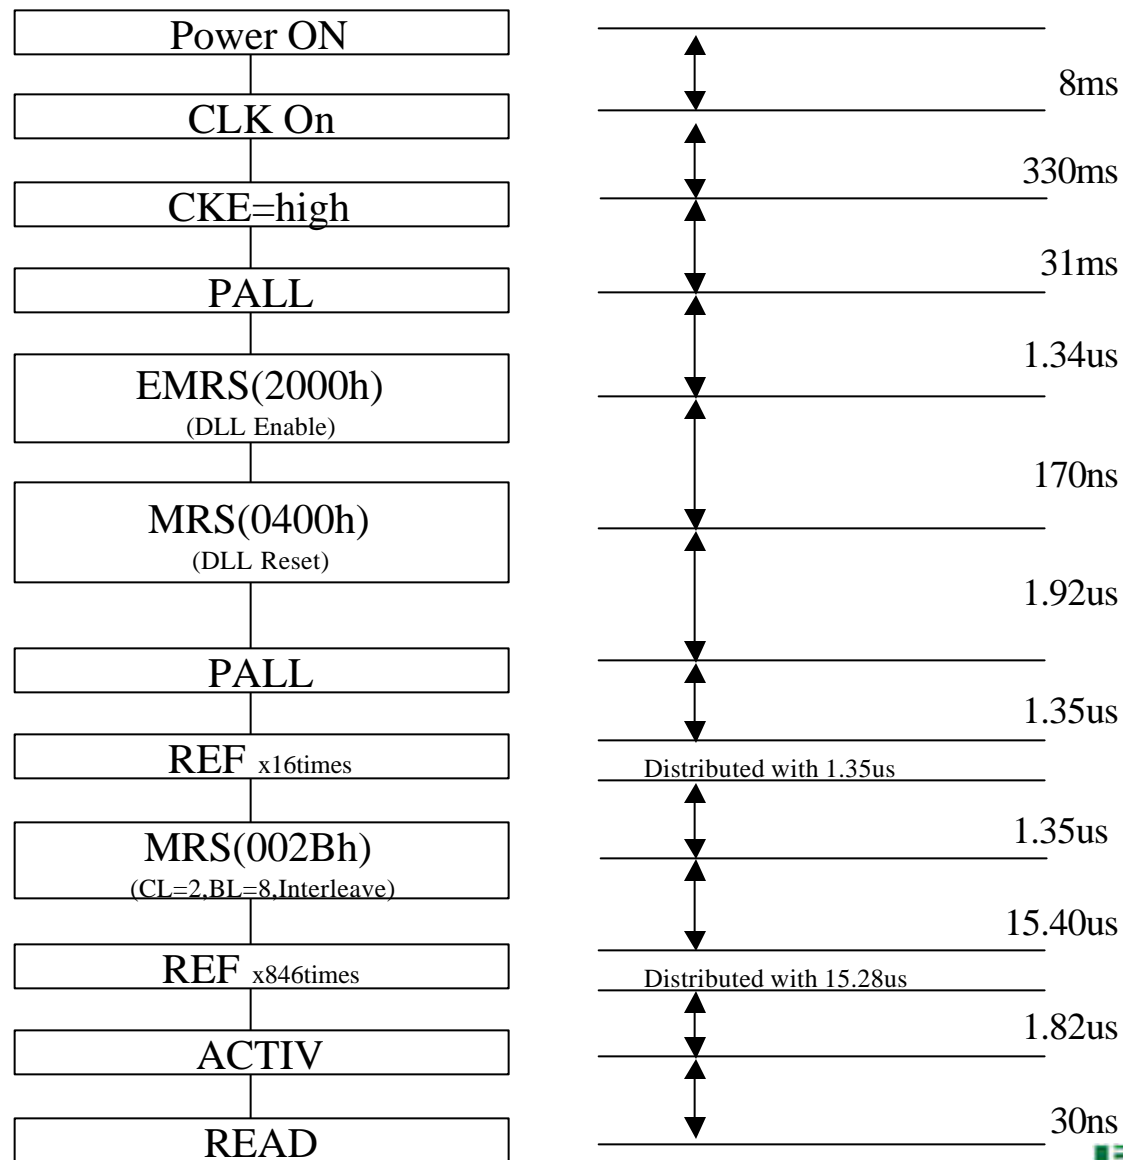 Power ON
8ms
CLK On
330ms
CKE=high
31ms
PALL
1.34us
EMRS(2000h)
(DLL Enable)
170ns
MRS(0400h)
(DLL Reset)
1.92us
PALL
1.35us
REF x16times
Distributed with 1.35us
1.35us
MRS(002Bh)
(CL=2,BL=8,Interleave)
15.40us
REF x846times
Distributed with 15.28us
1.82us
ACTIV
30ns
READ